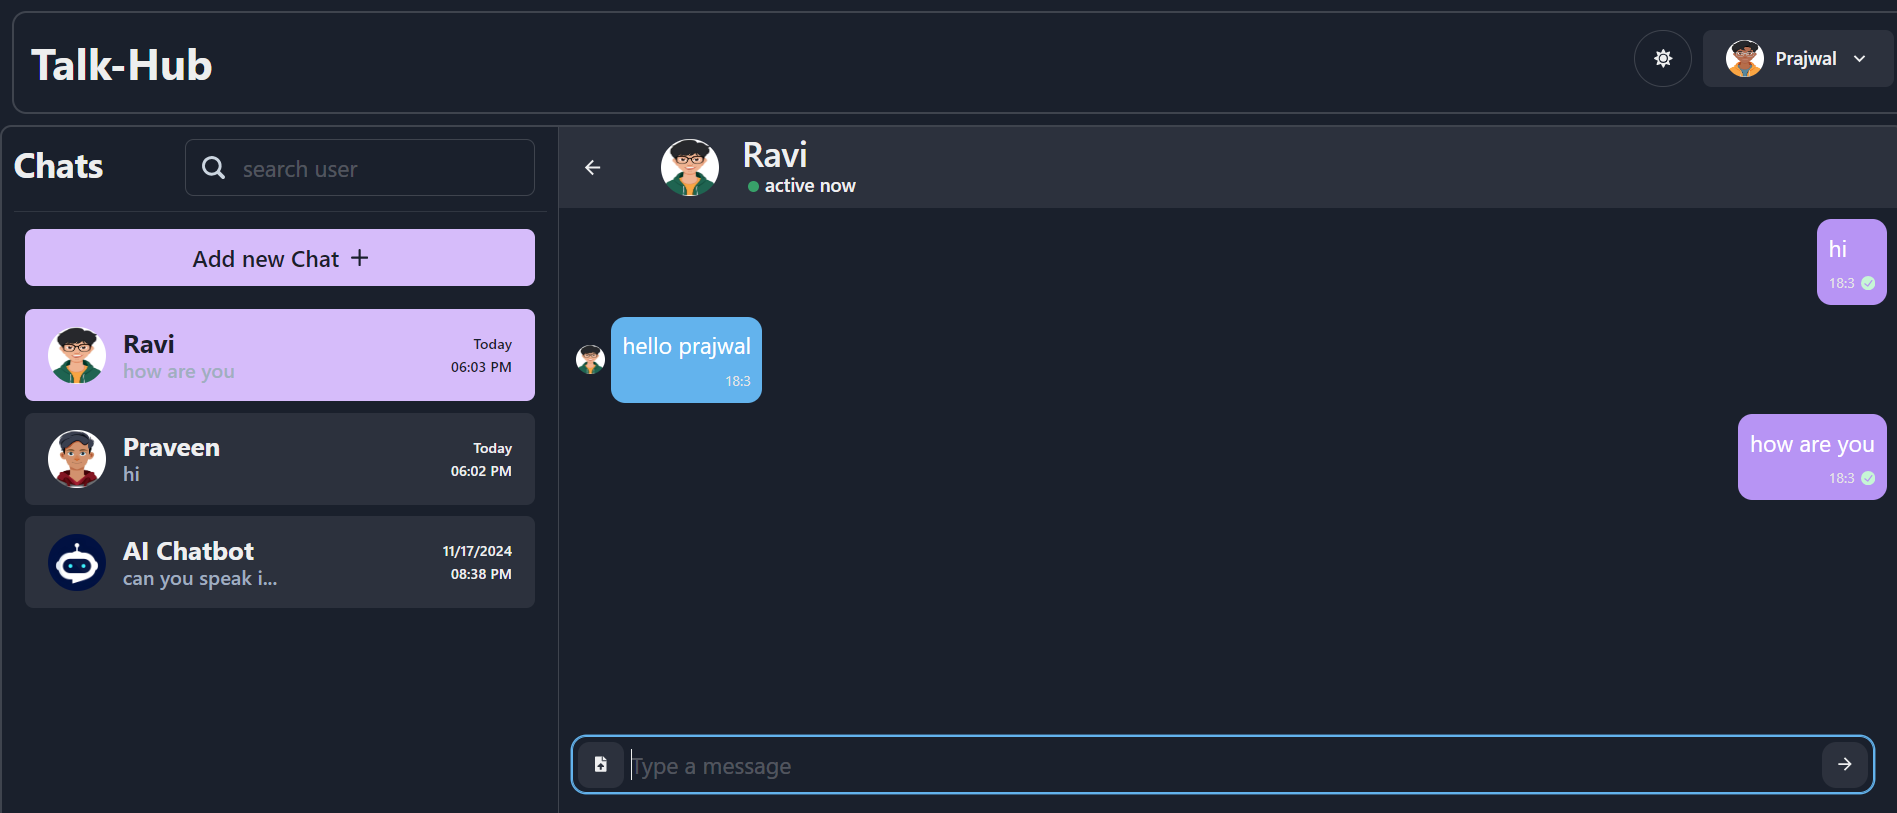 Talk-Hub
Prajwal
Chats
search user
Add new Chat +
Ravi
how are you
Today
06:03 PM
Praveen
hi
Today
06:02 PM
AI Chatbot
can you speak i...
11/17/2024
08:38 PM
Ravi
active now
hi
18:3
hello prajwal
18:3
how are you
18:3
Type a message